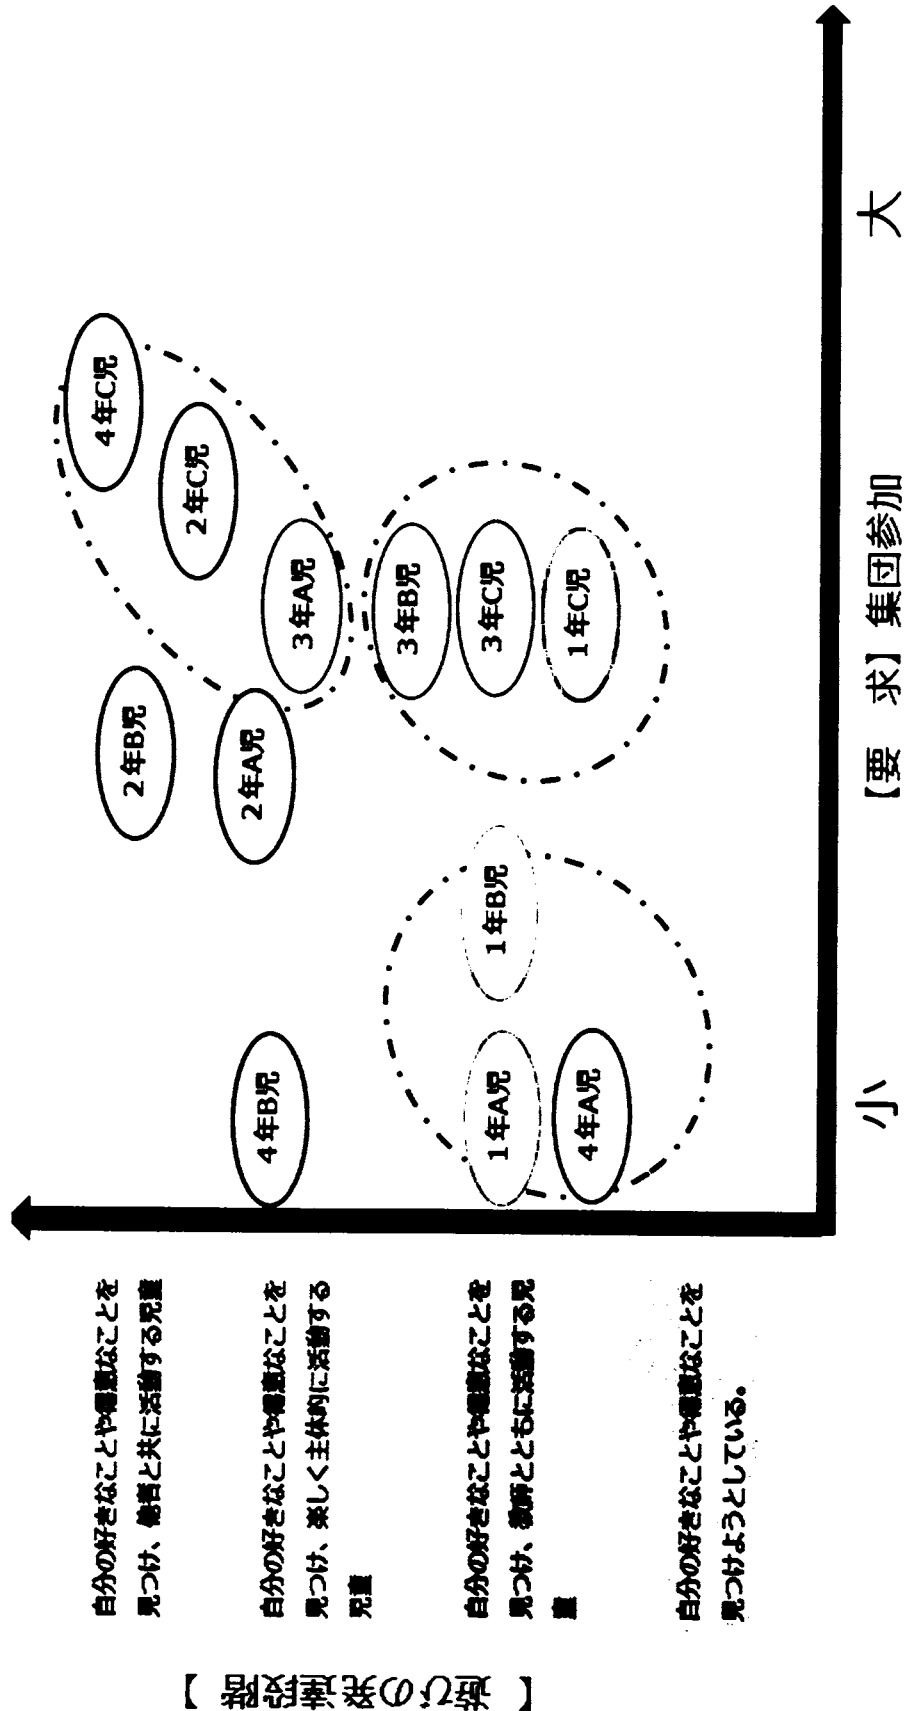 【遊びの発達段階】
自分の好きなことや得意なことを
見つけ、他者と共に活動する児童
自分の好きなことや得意なことを
見つけ、楽しく主体的に活動する
児童
自分の好きなことや得意なことを
見つけ、教師とともに活動する児
童
自分の好きなことや得意なことを
見つけようとしている。
4年C児
2年B児
2年C児
2年A児
4年B児
3年A児
3年B児
3年C児
1年B児
1年A児
1年C児
4年A児
小
【要　求】集団参加
大